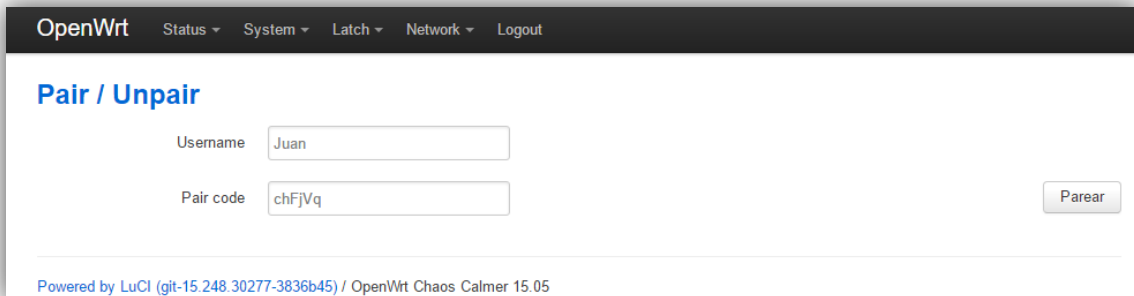 OpenWrt Status System Latch Network Logout
Pair / Unpair
Username Juan
Pair code chFjVq Parear
Powered by LuCI (git-15.248.30277-3836b45) / OpenWrt Chaos Calmer 15.05